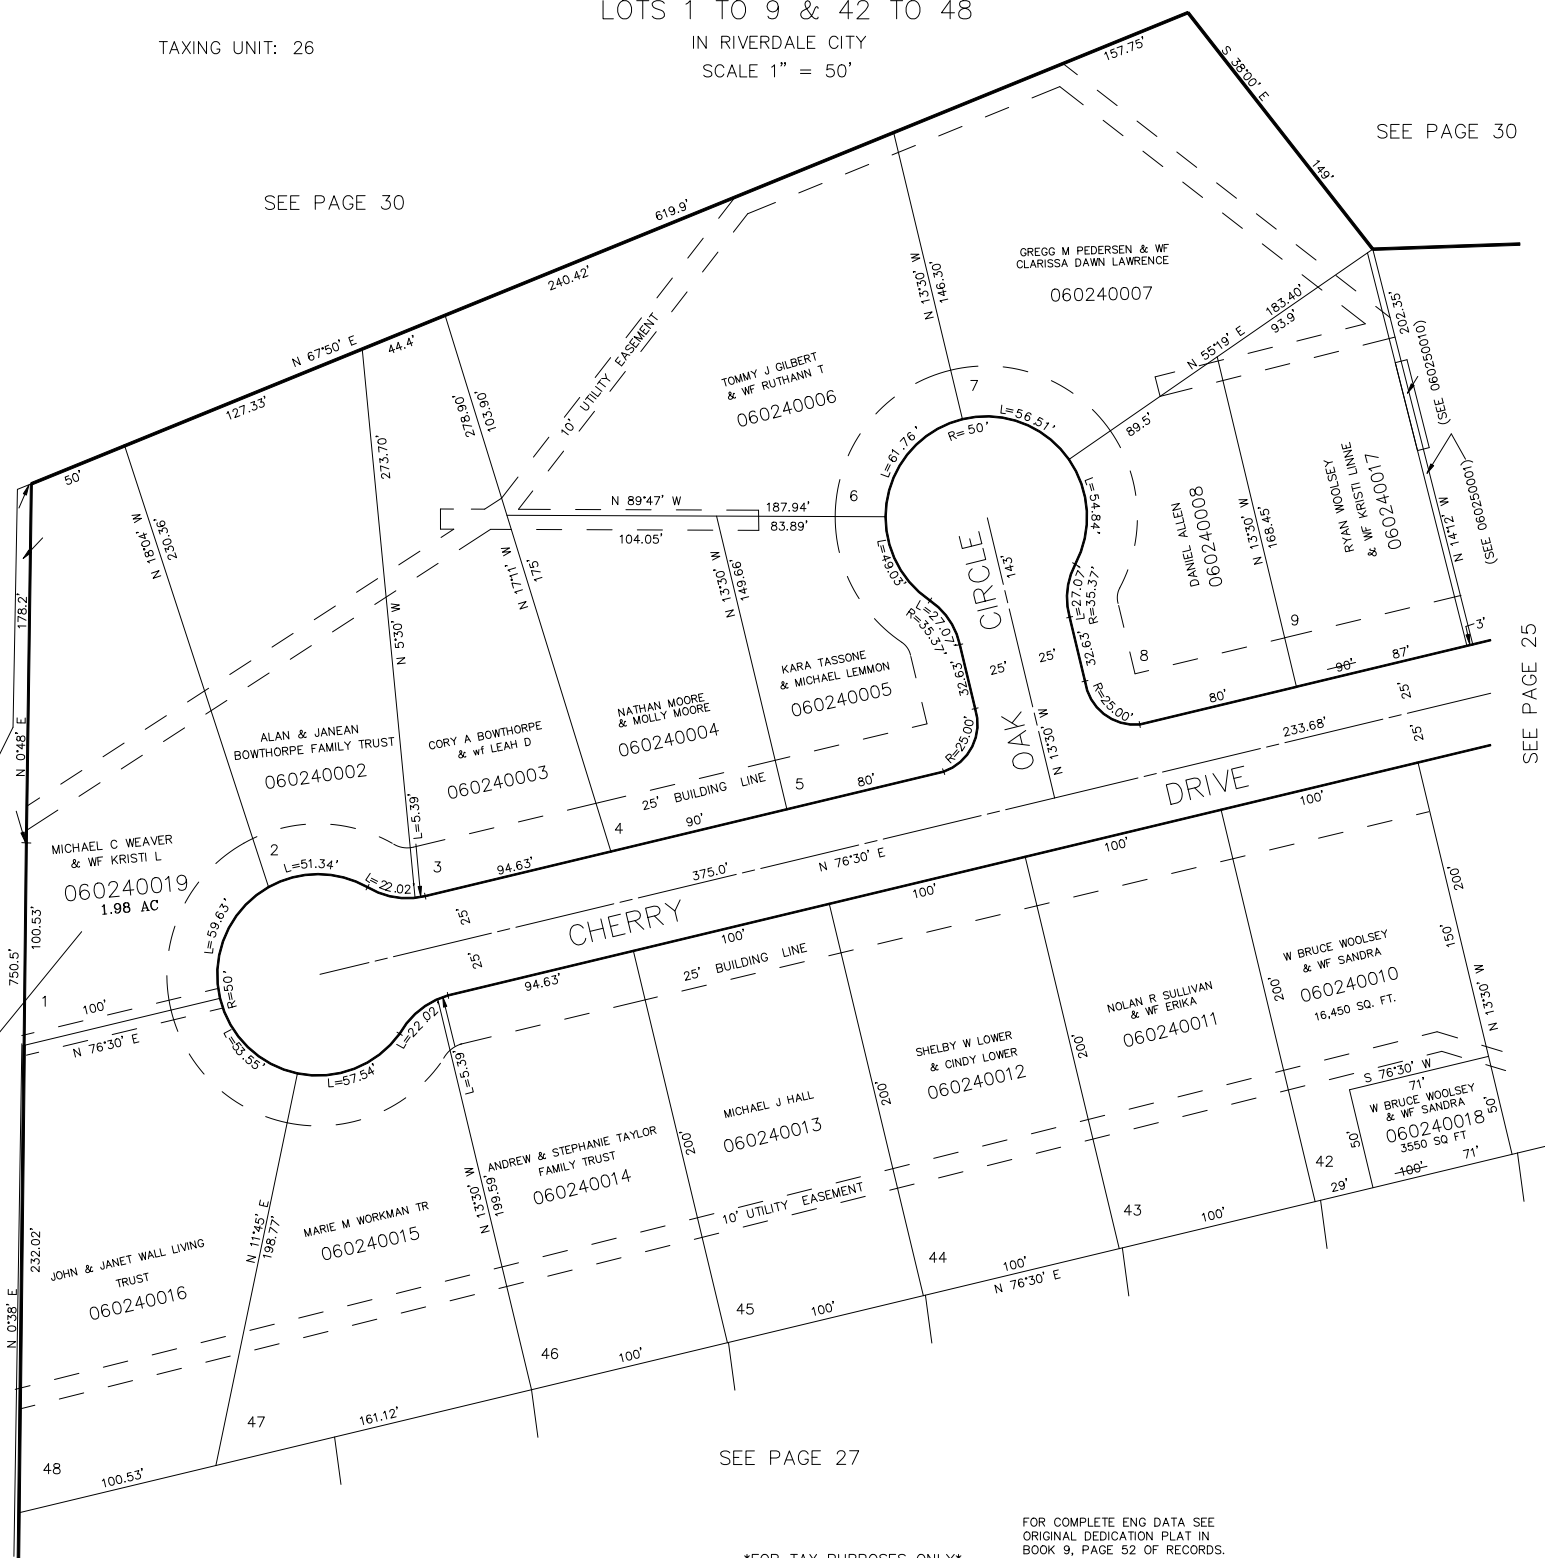 LOTS 1 TO 9 & 42 TO 48
IN RIVERDALE CITY
SCALE 1" = 50'
TAXING UNIT: 26
SEE PAGE 30
SEE PAGE 30
157.75'
S 38°00' E
149'
619.9'
240.42'
N 67°50' E
44.4'
127.33'
50'
10' UTILITY EASEMENT
N 13°30' W
146.30'
GREGG M PEDERSEN & WF
CLARISSA DAWN LAWRENCE
060240007
183.40'
93.9'
N 55°19' E
89.5'
202.35'
(SEE 060250010)
(SEE 060250001)
N 14°12' W
3'
TOMMY J GILBERT
& WF RUTHANN T
060240006
278.90'
103.90'
273.70'
N 5°30' W
N 18°04' W
230.36'
N 17°11' W
175'
N 89°47' W
187.94'
104.05'
83.89'
N 13°30' W
149.66'
6
7
L=61.76'
R=50'
L=56.51'
L=54.84'
L=49.03'
L=27.07'
R=35.37'
L=27.07'
R=35.37'
32.63'
32.63'
R=25.00'
R=25.00'
OAK CIRCLE
143'
25'
25'
N 13°30' W
DANIEL ALLEN
060240008
N 13°30' W
168.45'
RYAN WOOLSEY
& WF KRISTI LINNE
060240017
8
9
80'
90'
87'
233.68'
25'
25'
SEE PAGE 25
178.2'
N 0°48' E
ALAN & JANEAN
BOWTHORPE FAMILY TRUST
060240002
CORY A BOWTHORPE
& wf LEAH D
060240003
NATHAN MOORE
& MOLLY MOORE
060240004
KARA TASSONE
& MICHAEL LEMMON
060240005
25' BUILDING LINE
2
3
4
5
94.63'
90'
80'
L=5.39'
L=51.34'
L=22.02'
L=59.63'
R=50'
L=53.55'
L=57.54'
L=22.02'
L=5.39'
MICHAEL C WEAVER
& WF KRISTI L
060240019
1.98 AC
100.53'
750.5'
1
100'
N 76°30' E
375.0'
N 76°30' E
CHERRY DRIVE
25'
25'
94.63'
100'
100'
100'
100'
25' BUILDING LINE
W BRUCE WOOLSEY
& WF SANDRA
060240010
16,450 SQ. FT.
200'
150'
N 13°30' W
NOLAN R SULLIVAN
& WF ERIKA
060240011
200'
SHELBY W LOWER
& CINDY LOWER
060240012
200'
MICHAEL J HALL
060240013
200'
ANDREW & STEPHANIE TAYLOR
FAMILY TRUST
060240014
200'
MARIE M WORKMAN TR
060240015
JOHN & JANET WALL LIVING
TRUST
060240016
N 13°30' W
199.59'
N 11°45' E
198.77'
232.02'
N 0°38' E
10' UTILITY EASEMENT
S 76°30' W
71'
W BRUCE WOOLSEY
& WF SANDRA
060240018
3550 SQ FT
50'
50'
100'
71'
29'
42
43
44
45
46
47
48
100'
100'
N 76°30' E
100'
100'
161.12'
100.53'
SEE PAGE 27
FOR COMPLETE ENG DATA SEE
ORIGINAL DEDICATION PLAT IN
BOOK 9, PAGE 52 OF RECORDS.
*FOR TAX PURPOSES ONLY*